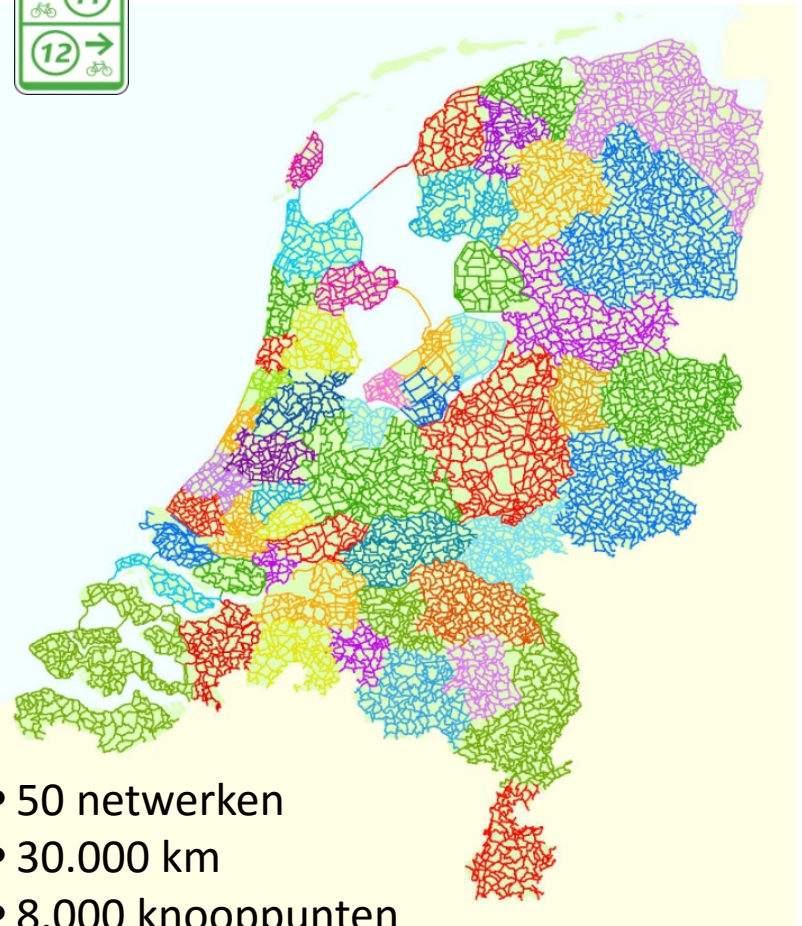 12
• 50 netwerken
• 30.000 km
• 8.000 knooppunten